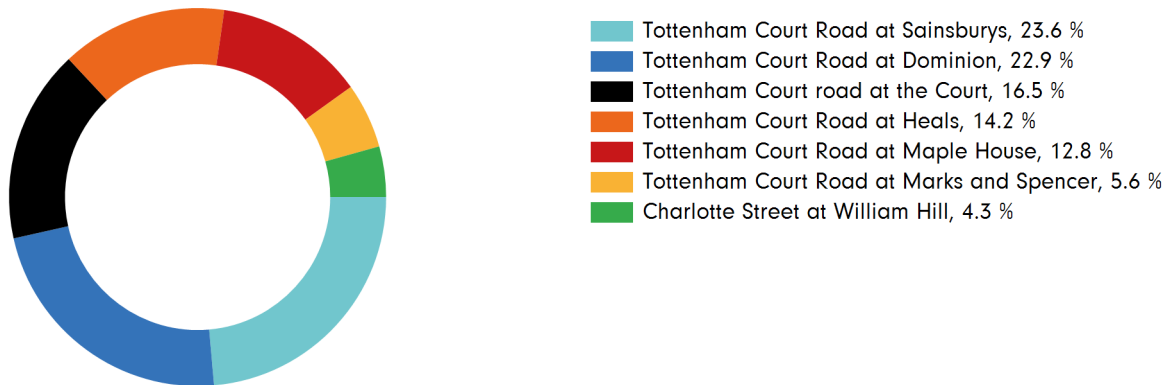 Tottenham Court Road at Sainsburys, 23.6 %
Tottenham Court Road at Dominion, 22.9 %
Tottenham Court road at the Court, 16.5 %
Tottenham Court Road at Heals, 14.2 %
Tottenham Court Road at Maple House, 12.8 %
Tottenham Court Road at Marks and Spencer, 5.6 %
Charlotte Street at William Hill, 4.3 %